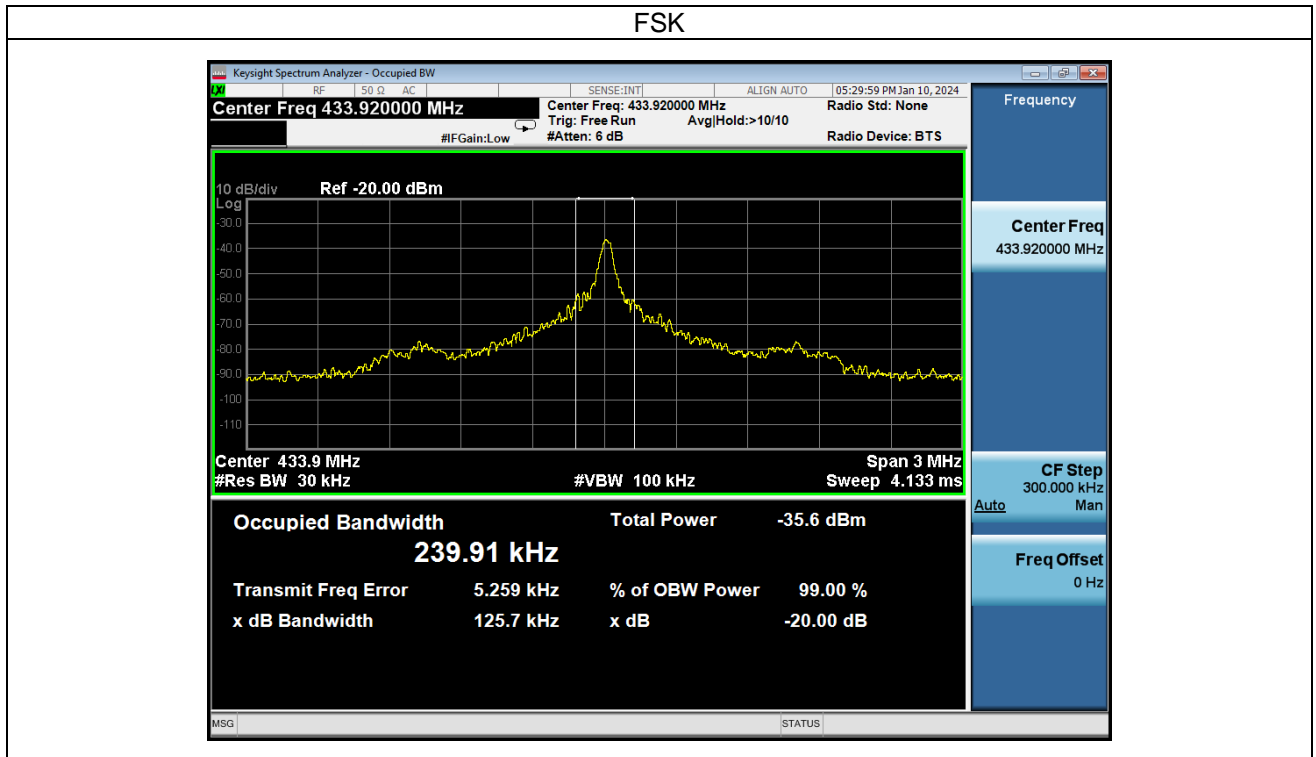 FSK
Keysight Spectrum Analyzer - Occupied BW
LXI RF 50 Ω AC SENSE:INT ALIGN AUTO 05:29:59 PM Jan 10, 2024
Center Freq 433.920000 MHz Center Freq: 433.920000 MHz Radio Std: None
Trig: Free Run Avg|Hold:>10/10
#IFGain:Low #Atten: 6 dB Radio Device: BTS
Frequency
10 dB/div Ref -20.00 dBm
Log
-30.0
-40.0
-50.0
-60.0
-70.0
-80.0
-90.0
-100
-110
Center 433.9 MHz Span 3 MHz
#Res BW 30 kHz #VBW 100 kHz Sweep 4.133 ms
Center Freq
433.920000 MHz
CF Step
300.000 kHz
Auto Man
Freq Offset
0 Hz
Occupied Bandwidth Total Power -35.6 dBm
239.91 kHz
Transmit Freq Error 5.259 kHz % of OBW Power 99.00 %
x dB Bandwidth 125.7 kHz x dB -20.00 dB
MSG STATUS